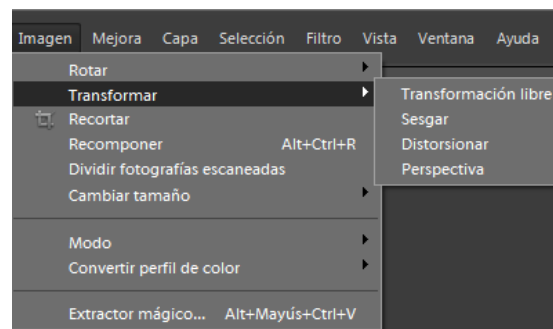 Imagen Mejora Capa Selección Filtro Vista Ventana Ayuda
Rotar
Transformar
Transformación libre
Recortar
Sesgar
Recomponer Alt+Ctrl+R
Distorsionar
Dividir fotografías escaneadas
Perspectiva
Cambiar tamaño
Modo
Convertir perfil de color
Extractor mágico... Alt+Mayús+Ctrl+V